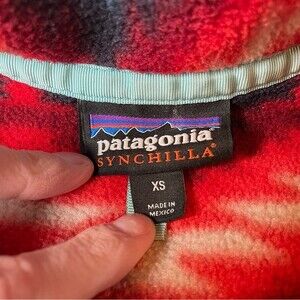 patagonia®
SYNCHILLA®
XS
MADE IN
MEXICO